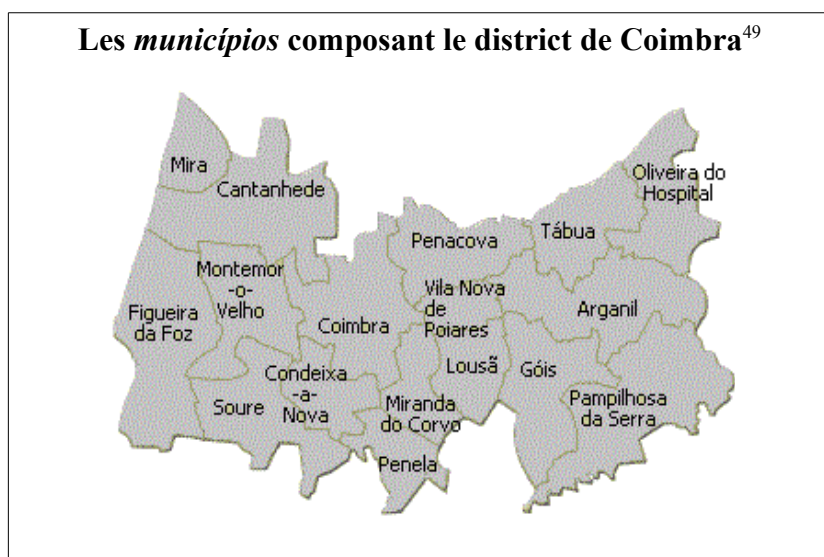 Les municípios composant le district de Coimbra49
Mira
Cantanhede
Oliveira do
Hospital
Penacova
Tábua
Montemor
-o-
Velho
Vila Nova
de
Poiares
Figueira
da Foz
Coimbra
Arganil
Condeixa
-a-
Nova
Lousã
Góis
Soure
Miranda
do Corvo
Pampilhosa
da Serra
Penela